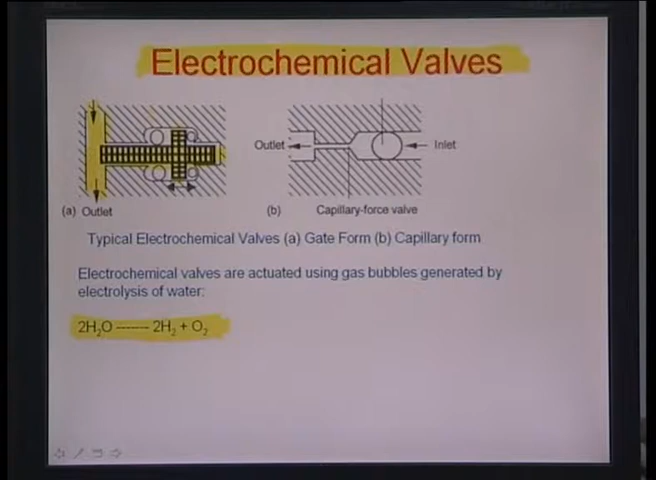 Electrochemical Valves
Outlet
Inlet
(a) Outlet
(b)
Capillary-force valve
Typical Electrochemical Valves (a) Gate Form (b) Capillary form
Electrochemical valves are actuated using gas bubbles generated by
electrolysis of water:
2H₂O ------- 2H₂ + O₂